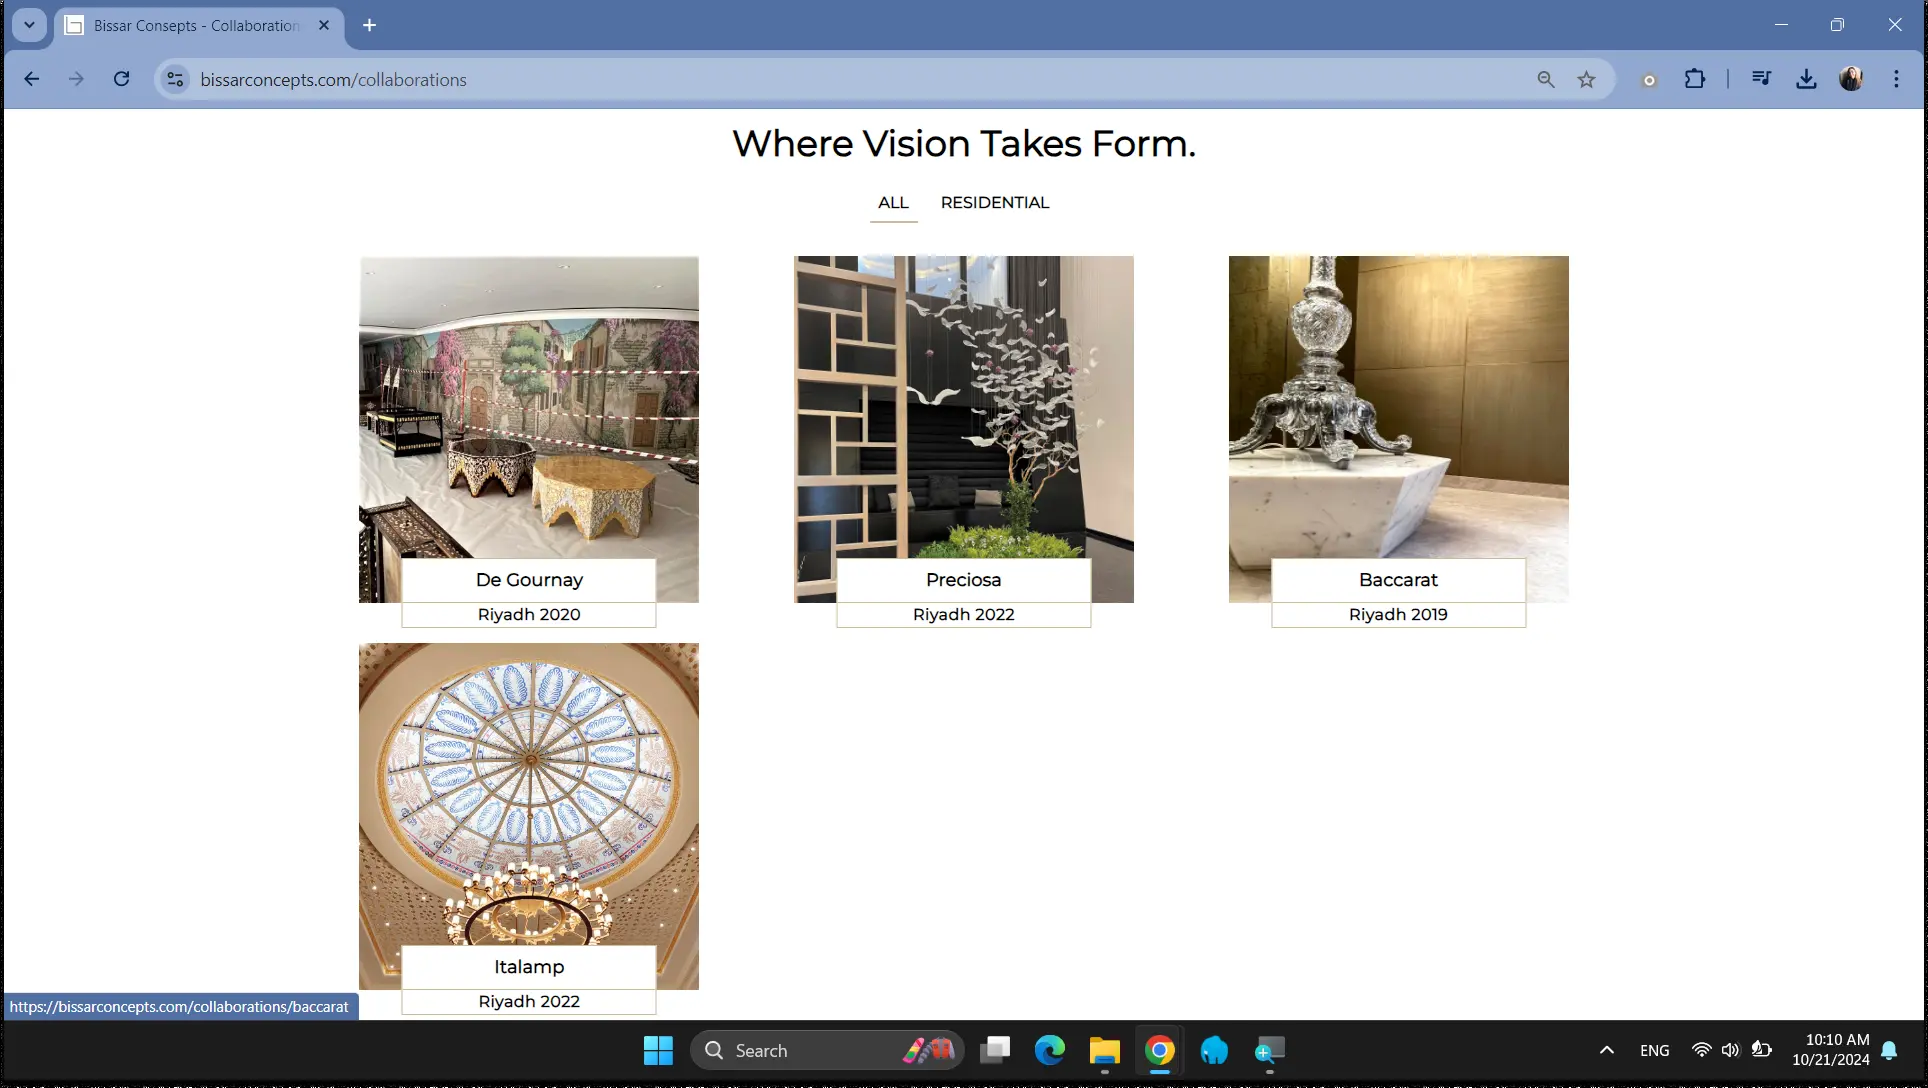 Bissar Consepts - Collaboration
bissarconcepts.com/collaborations
Where Vision Takes Form.
ALL RESIDENTIAL
De Gournay
Riyadh 2020
Preciosa
Riyadh 2022
Baccarat
Riyadh 2019
Italamp
Riyadh 2022
https://bissarconcepts.com/collaborations/baccarat
Search
ENG
10:10 AM
10/21/2024